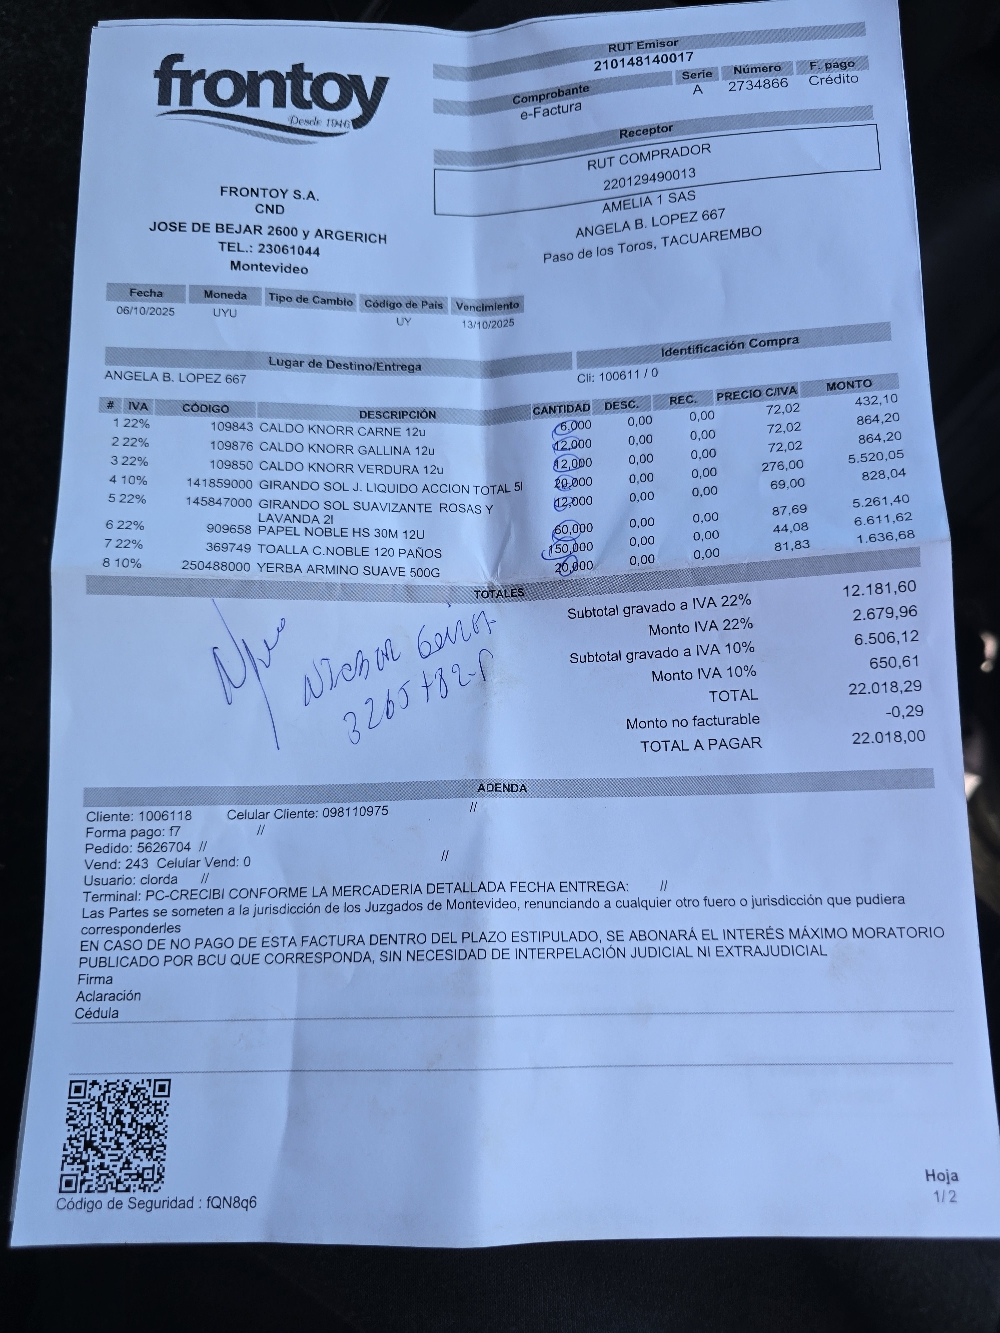 frontoy
Desde 1946
FRONTOY S.A.
CND
JOSE DE BEJAR 2600 y ARGERICH
TEL.: 23061044
Montevideo
RUT Emisor
210148140017
Comprobante Serie Número F. pago
e-Factura A 2734866 Crédito
Receptor
RUT COMPRADOR
220129490013
AMELIA 1 SAS
ANGELA B. LOPEZ 667
Paso de los Toros, TACUAREMBO
Fecha Moneda Tipo de Cambio Código de País Vencimiento
06/10/2025 UYU UY 13/10/2025
Lugar de Destino/Entrega Identificación Compra
ANGELA B. LOPEZ 667 Cli: 100611 / 0
# IVA CÓDIGO DESCRIPCIÓN CANTIDAD DESC. REC. PRECIO C/IVA MONTO
1 22% 109843 CALDO KNORR CARNE 12u 6,000 0,00 0,00 72,02 432,10
2 22% 109876 CALDO KNORR GALLINA 12u 12,000 0,00 0,00 72,02 864,20
3 22% 109850 CALDO KNORR VERDURA 12u 12,000 0,00 0,00 72,02 864,20
4 10% 141859000 GIRANDO SOL J. LIQUIDO ACCION TOTAL 5l 20,000 0,00 0,00 276,00 5.520,05
5 22% 145847000 GIRANDO SOL SUAVIZANTE ROSAS Y 12,000 0,00 0,00 69,00 828,04
LAVANDA 2l
6 22% 909658 PAPEL NOBLE HS 30M 12U 60,000 0,00 0,00 87,69 5.261,40
7 22% 369749 TOALLA C.NOBLE 120 PAÑOS 150,000 0,00 0,00 44,08 6.611,62
8 10% 250488000 YERBA ARMINO SUAVE 500G 20,000 0,00 0,00 81,83 1.636,68
TOTALES
Subtotal gravado a IVA 22% 12.181,60
Monto IVA 22% 2.679,96
Subtotal gravado a IVA 10% 6.506,12
Monto IVA 10% 650,61
TOTAL 22.018,29
Monto no facturable -0,29
TOTAL A PAGAR 22.018,00
ADENDA
Cliente: 1006118 Celular Cliente: 098110975 //
Forma pago: f7 //
Pedido: 5626704 //
Vend: 243 Celular Vend: 0 //
Usuario: clorda //
Terminal: PC-CRECIBI CONFORME LA MERCADERIA DETALLADA FECHA ENTREGA: //
Las Partes se someten a la jurisdicción de los Juzgados de Montevideo, renunciando a cualquier otro fuero o jurisdicción que pudiera
corresponderles
EN CASO DE NO PAGO DE ESTA FACTURA DENTRO DEL PLAZO ESTIPULADO, SE ABONARÁ EL INTERÉS MÁXIMO MORATORIO
PUBLICADO POR BCU QUE CORRESPONDA, SIN NECESIDAD DE INTERPELACIÓN JUDICIAL NI EXTRAJUDICIAL
Firma
Aclaración
Cédula
Código de Seguridad : fQN8q6
Hoja
1/2